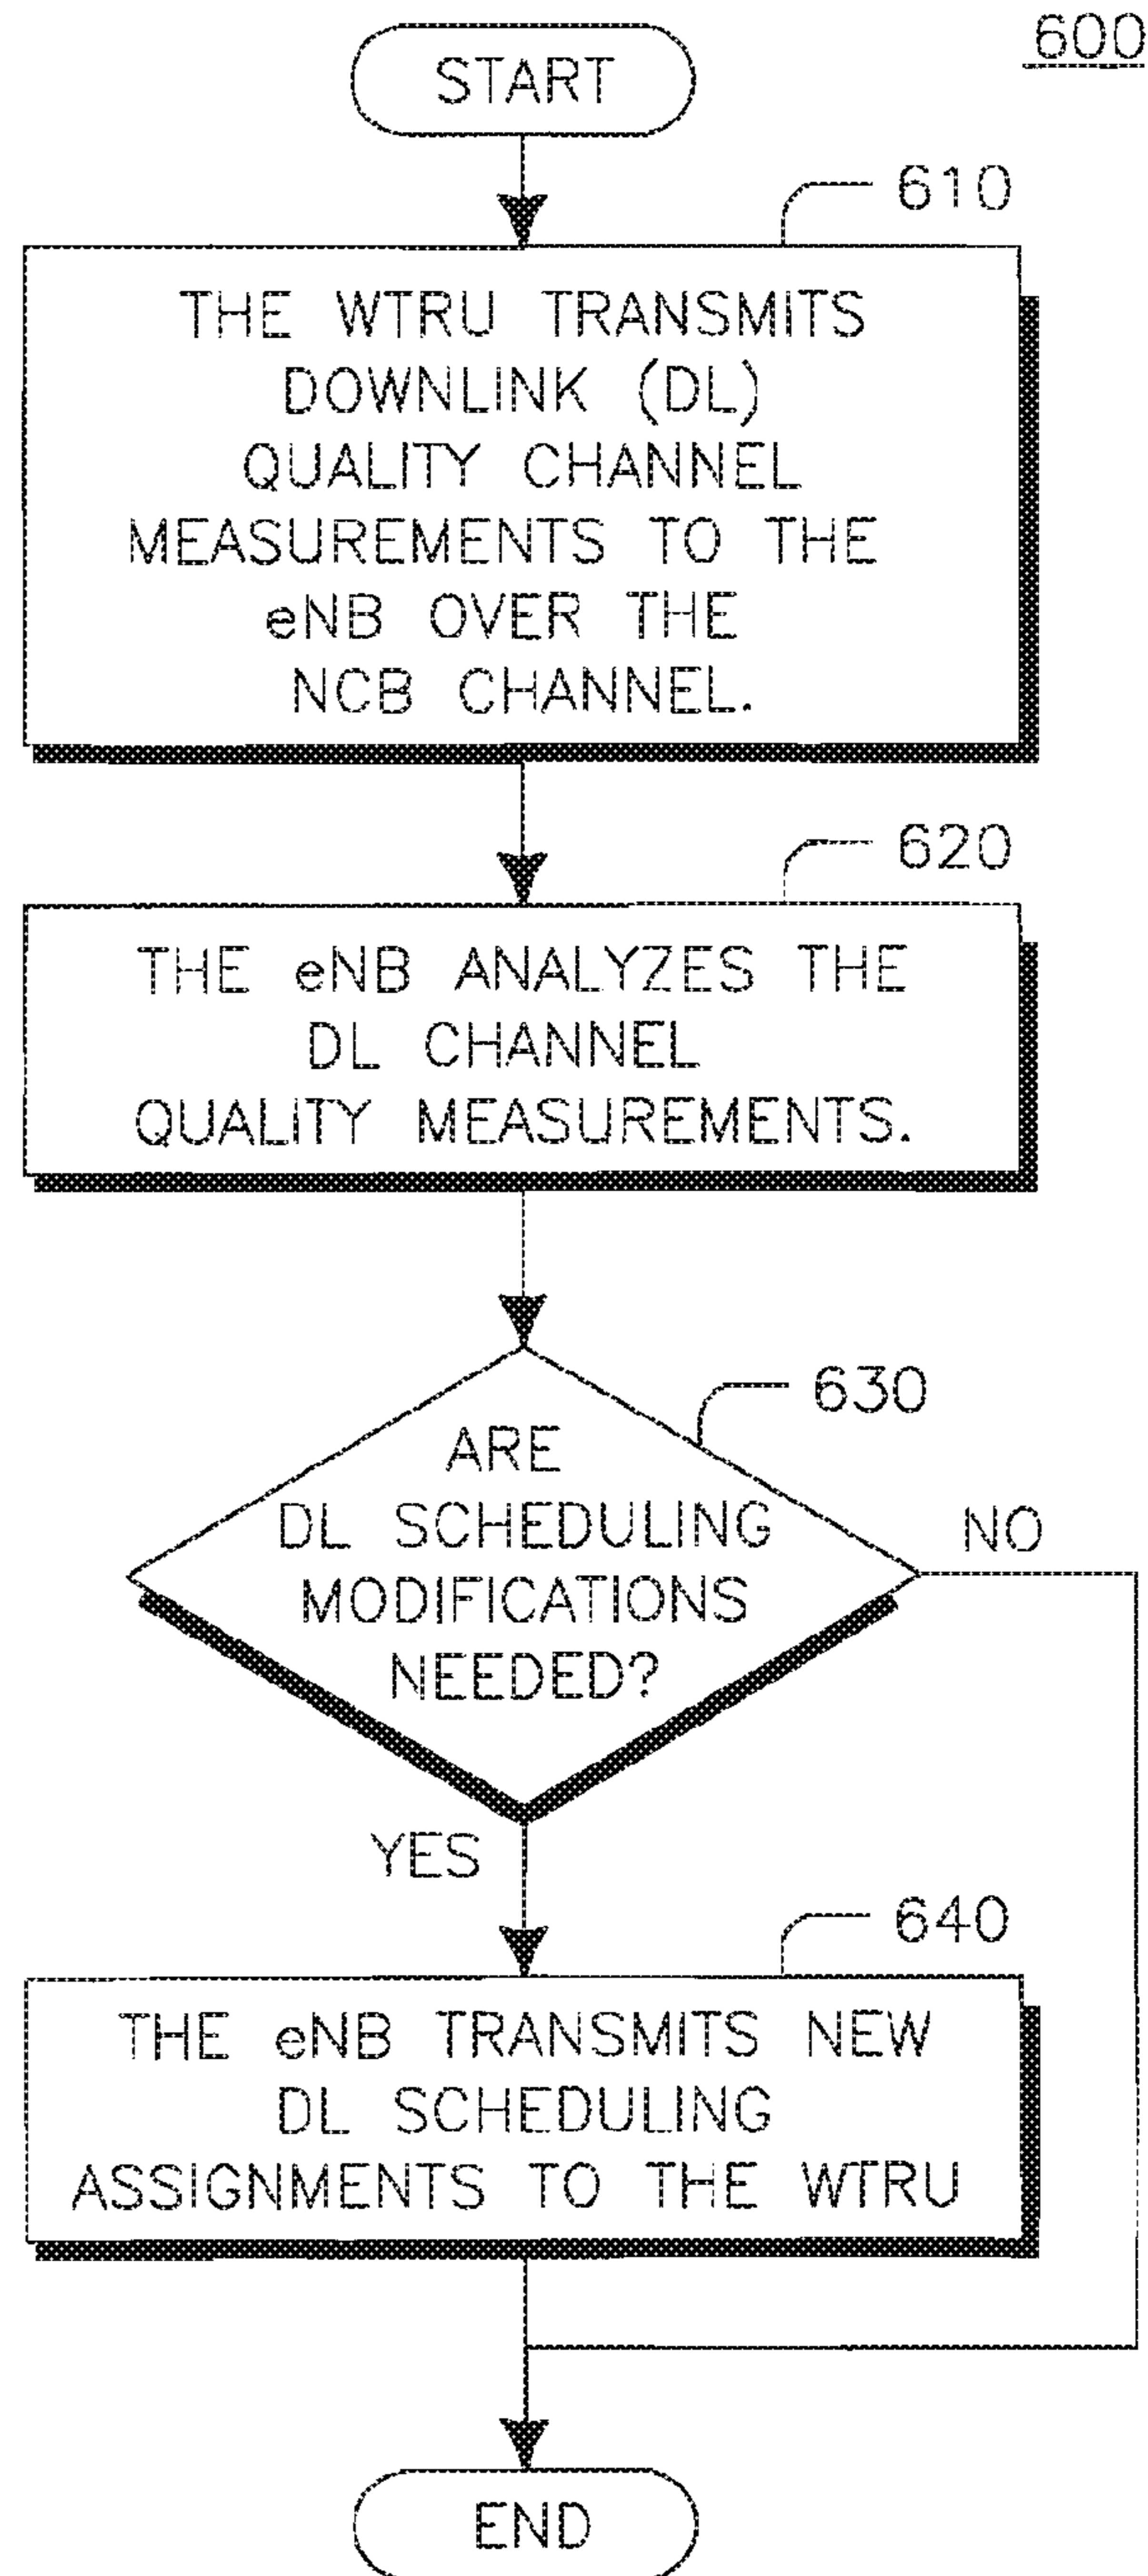 600
START
610
THE WTRU TRANSMITS
DOWNLINK (DL)
QUALITY CHANNEL
MEASUREMENTS TO THE
eNB OVER THE
NCB CHANNEL.
620
THE eNB ANALYZES THE
DL CHANNEL
QUALITY MEASUREMENTS.
630
ARE
DL SCHEDULING
MODIFICATIONS
NEEDED?
NO
YES
640
THE eNB TRANSMITS NEW
DL SCHEDULING
ASSIGNMENTS TO THE WTRU
END